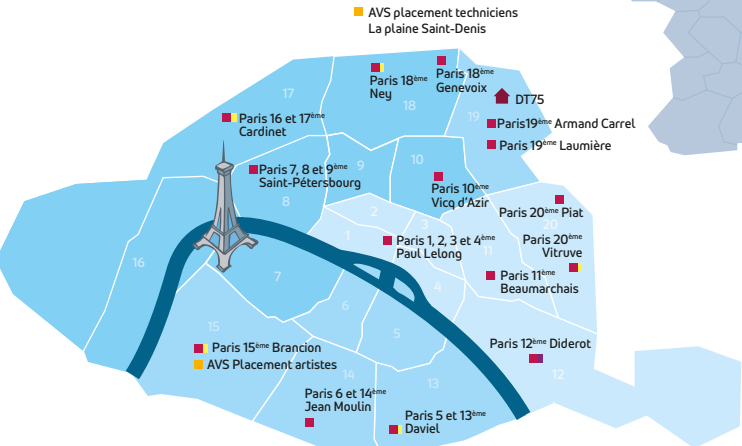 AVS placement techniciens
La plaine Saint-Denis
Paris 18ème
Ney
Paris 18ème
Genevoix
17
18
19
DT75
Paris 16 et 17ème
Cardinet
Paris19ème Armand Carrel
Paris 19ème Laumière
9
10
Paris 7, 8 et 9ème
Saint-Pétersbourg
8
Paris 10ème
Vicq d'Azir
2
3
Paris 20ème Piat
20
1
Paris 1, 2, 3 et 4ème
Paul Lelong
11
Paris 20ème
Vitruve
16
7
4
Paris 11ème
Beaumarchais
6
5
15
Paris 15ème Brancion
AVS Placement artistes
Paris 12ème Diderot
12
14
13
Paris 6 et 14ème
Jean Moulin
Paris 5 et 13ème
Daviel